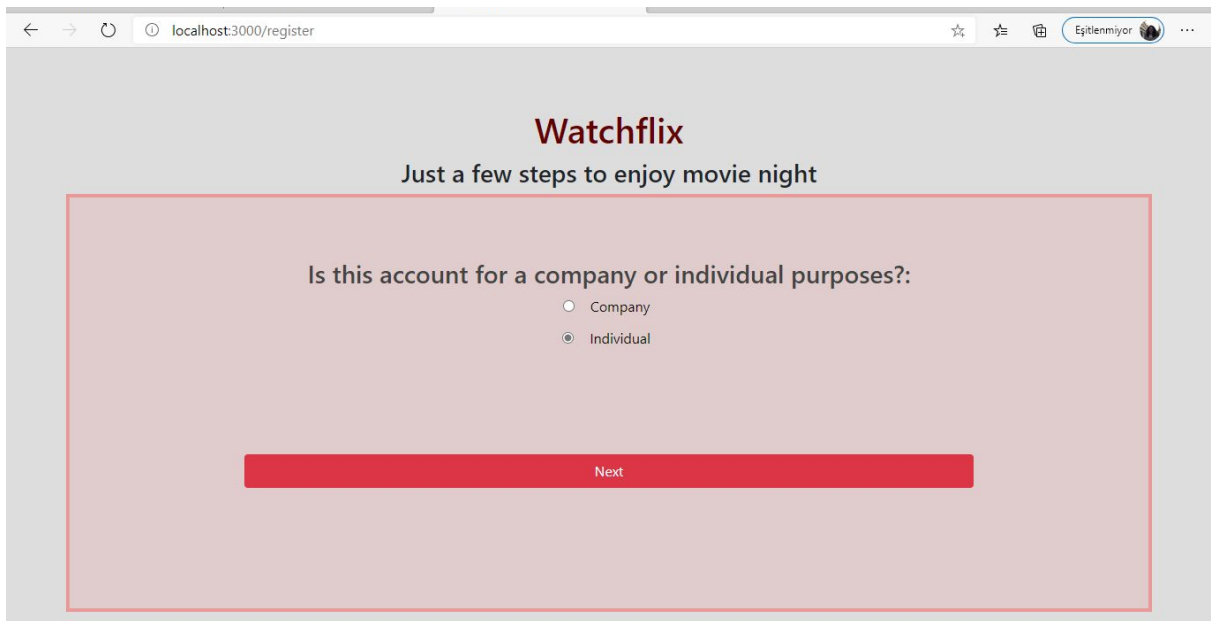 localhost:3000/register
Eşitlenmiyor
Watchflix
Just a few steps to enjoy movie night
Is this account for a company or individual purposes?:
Company
Individual
Next